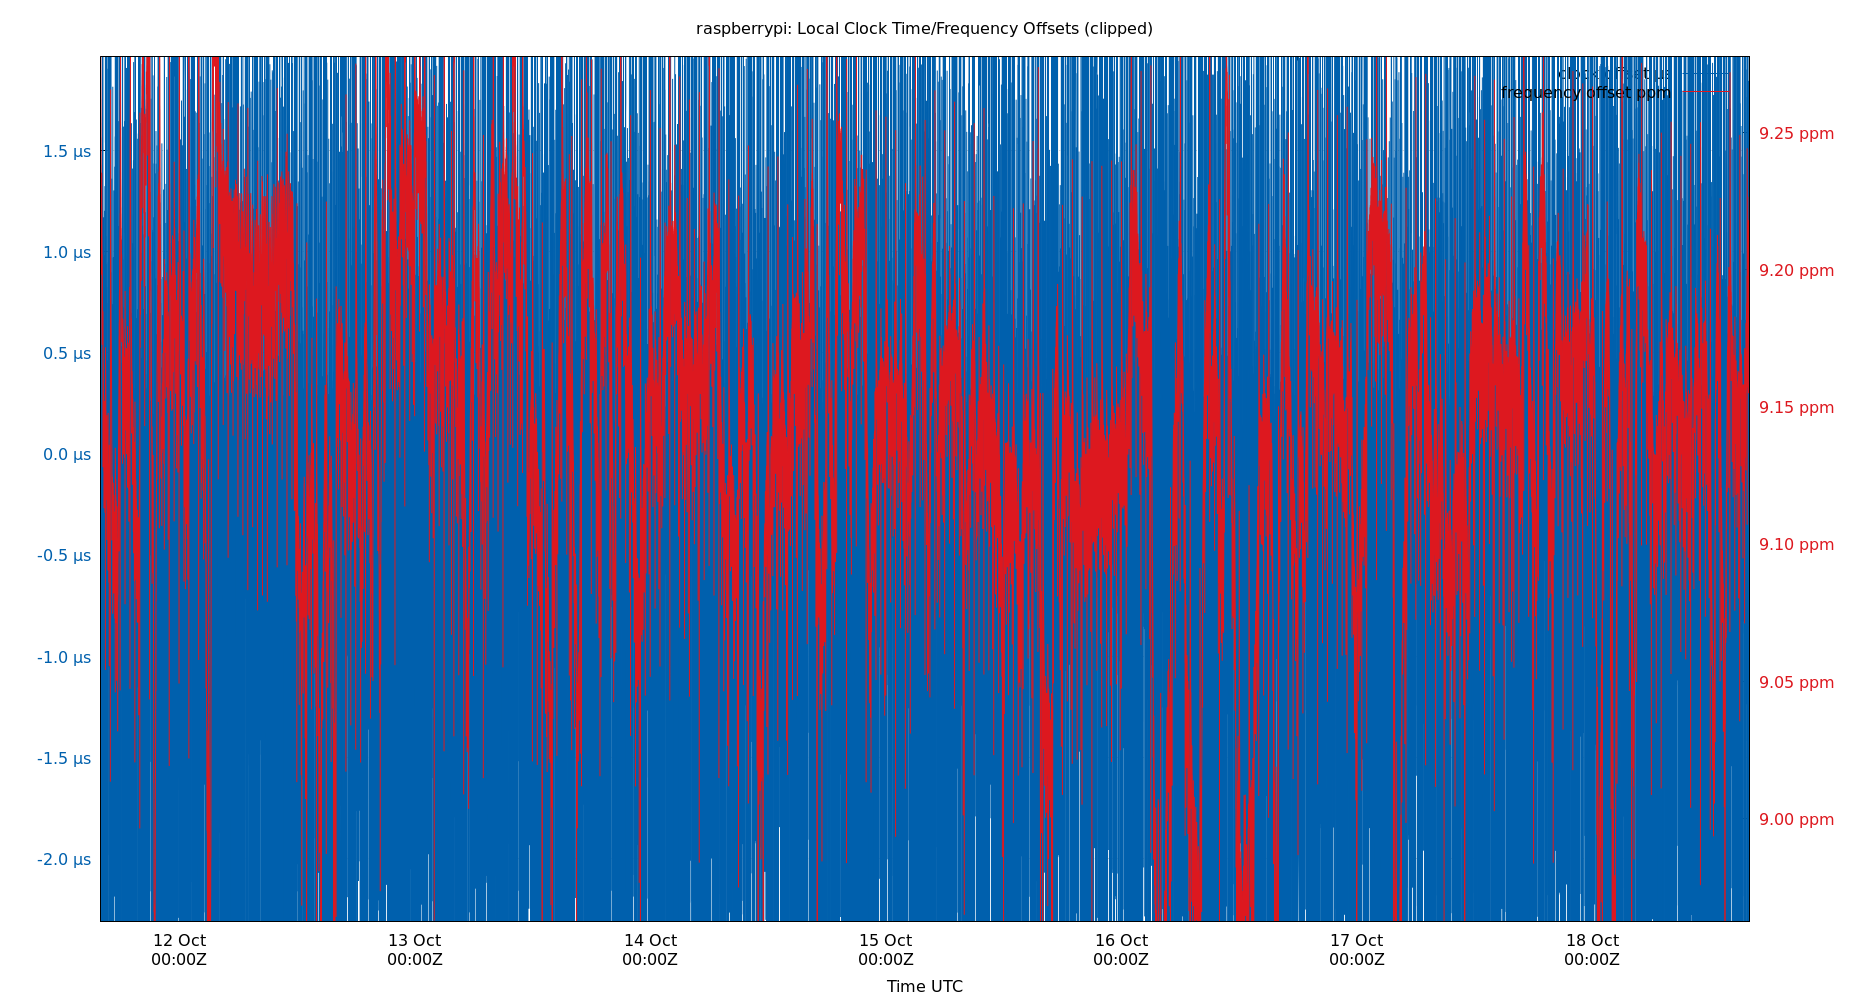 raspberrypi: Local Clock Time/Frequency Offsets (clipped)
clock offset µs
frequency offset ppm
1.5 µs
1.0 µs
0.5 µs
0.0 µs
-0.5 µs
-1.0 µs
-1.5 µs
-2.0 µs
9.25 ppm
9.20 ppm
9.15 ppm
9.10 ppm
9.05 ppm
9.00 ppm
12 Oct 13 Oct 14 Oct 15 Oct 16 Oct 17 Oct 18 Oct
00:00Z 00:00Z 00:00Z 00:00Z 00:00Z 00:00Z 00:00Z
Time UTC